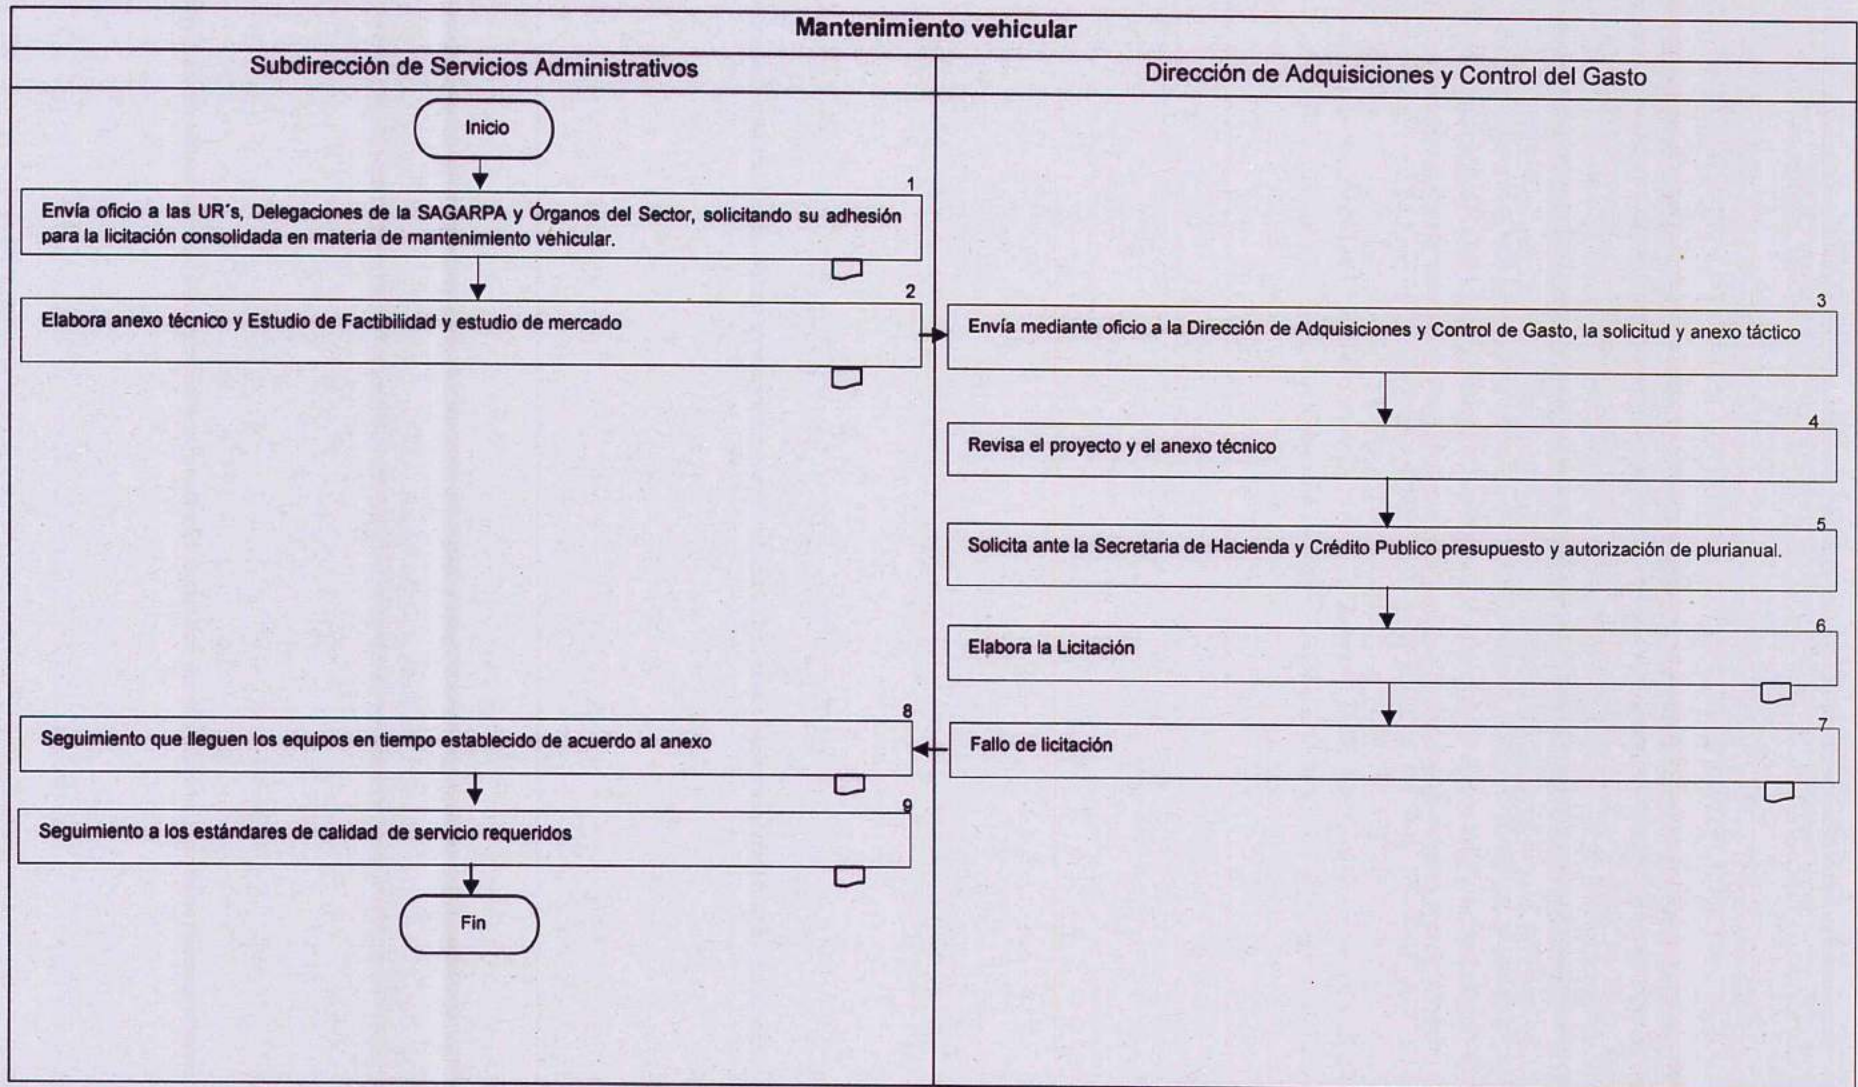 Mantenimiento vehicular
Subdirección de Servicios Administrativos
Dirección de Adquisiciones y Control del Gasto
Inicio
1
Envía oficio a las UR´s, Delegaciones de la SAGARPA y Órganos del Sector, solicitando su adhesión
para la licitación consolidada en materia de mantenimiento vehicular.
2
Elabora anexo técnico y Estudio de Factibilidad y estudio de mercado
3
Envía mediante oficio a la Dirección de Adquisiciones y Control de Gasto, la solicitud y anexo táctico
4
Revisa el proyecto y el anexo técnico
5
Solicita ante la Secretaria de Hacienda y Crédito Publico presupuesto y autorización de plurianual.
6
Elabora la Licitación
7
Fallo de licitación
8
Seguimiento que lleguen los equipos en tiempo establecido de acuerdo al anexo
9
Seguimiento a los estándares de calidad de servicio requeridos
Fin